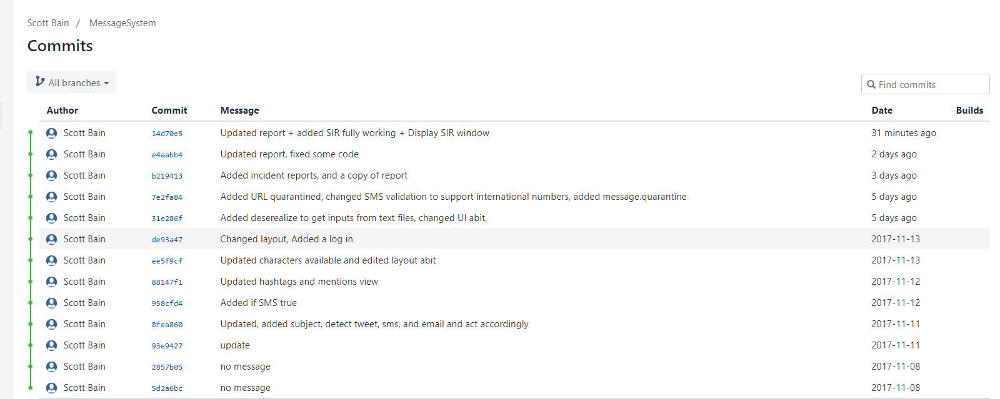 Scott Bain / MessageSystem
Commits
All branches
Find commits
Author Commit Message Date Builds
Scott Bain 14d70e5 Updated report + added SIR fully working + Display SIR window 31 minutes ago
Scott Bain e4aabb4 Updated report, fixed some code 2 days ago
Scott Bain b219413 Added incident reports, and a copy of report 3 days ago
Scott Bain 7e2fa84 Added URL quarantined, changed SMS validation to support international numbers, added message.quarantine 5 days ago
Scott Bain 31e286f Added deserealize to get inputs from text files, changed UI abit, 5 days ago
Scott Bain de93a47 Changed layout, Added a log in 2017-11-13
Scott Bain ee5f9cf Updated characters available and edited layout abit 2017-11-13
Scott Bain 88147f1 Updated hashtags and mentions view 2017-11-12
Scott Bain 958cfd4 Added if SMS true 2017-11-12
Scott Bain 8fea860 Updated, added subject, detect tweet, sms, and email and act accordingly 2017-11-11
Scott Bain 93e9427 update 2017-11-11
Scott Bain 2857b05 no message 2017-11-08
Scott Bain 5d2a6bc no message 2017-11-08